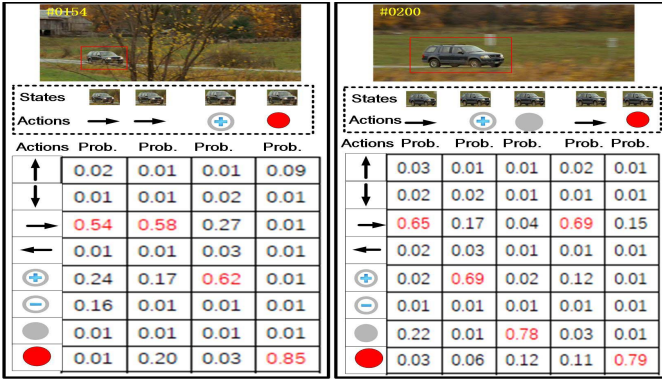 #0154
States
Actions
Actions Prob. Prob. Prob. Prob.
0.02 0.01 0.01 0.09
0.01 0.01 0.02 0.01
0.54 0.58 0.27 0.01
0.01 0.01 0.03 0.01
0.24 0.17 0.62 0.01
0.16 0.01 0.01 0.01
0.01 0.01 0.01 0.01
0.01 0.20 0.03 0.85
#0200
States
Actions
Actions Prob. Prob. Prob. Prob. Prob.
0.03 0.01 0.01 0.02 0.01
0.02 0.02 0.01 0.01 0.01
0.65 0.17 0.04 0.69 0.15
0.02 0.03 0.01 0.01 0.01
0.02 0.69 0.02 0.12 0.01
0.01 0.01 0.01 0.01 0.01
0.22 0.01 0.78 0.03 0.01
0.03 0.06 0.12 0.11 0.79